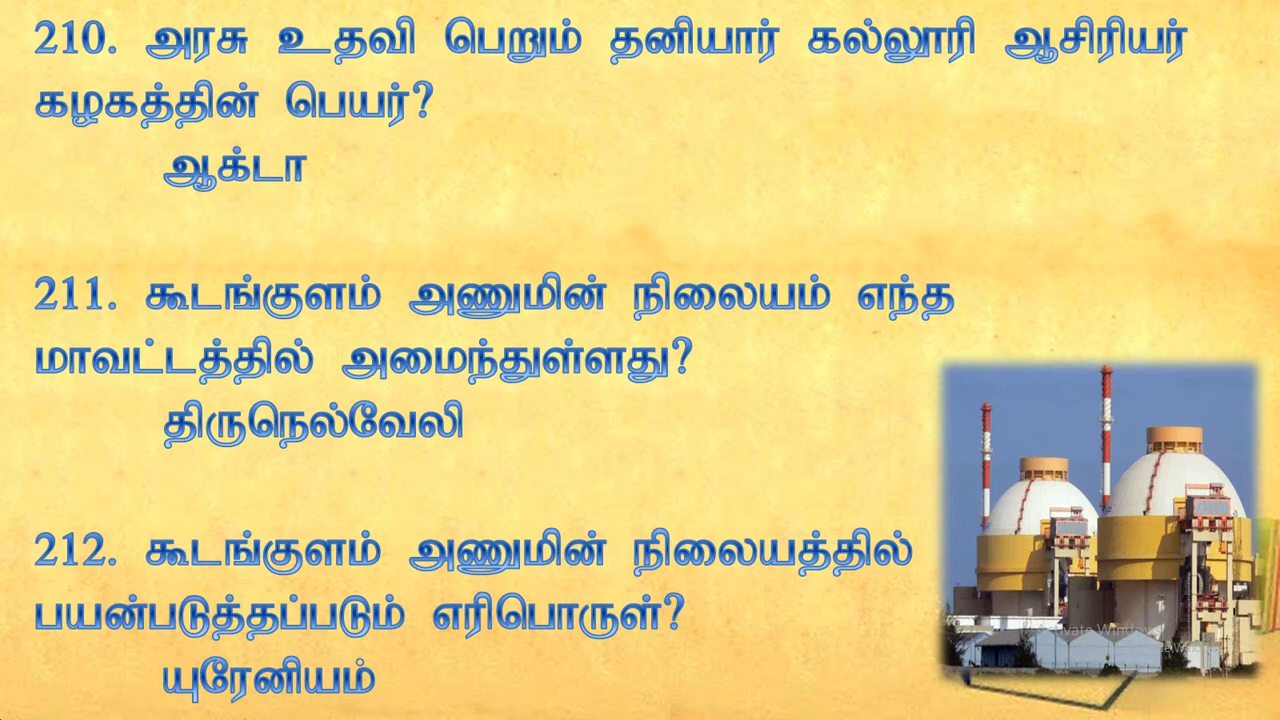 210. அரசு உதவி பெறும் தனியார் கல்லூரி ஆசிரியர்
கழகத்தின் பெயர்?
ஆக்டா
211. கூடங்குளம் அணுமின் நிலையம் எந்த
மாவட்டத்தில் அமைந்துள்ளது?
திருநெல்வேலி
212. கூடங்குளம் அணுமின் நிலையத்தில்
பயன்படுத்தப்படும் எரிபொருள்?
யுரேனியம்